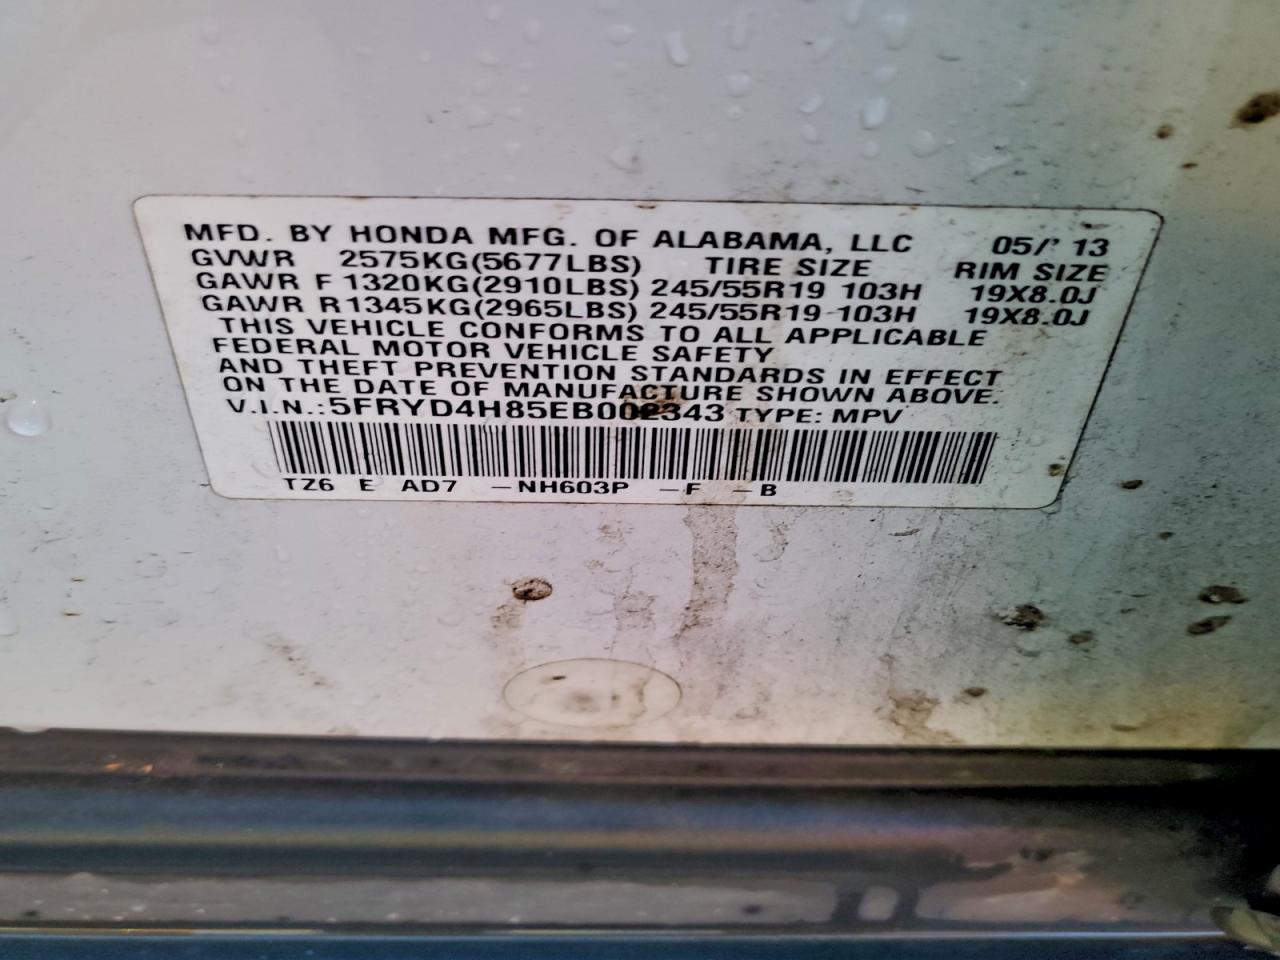 MFD. BY HONDA MFG. OF ALABAMA, LLC 05/' 13
GVWR 2575KG(5677LBS) TIRE SIZE RIM SIZE
GAWR F 1320KG(2910LBS) 245/55R19 103H 19X8.0J
GAWR R1345KG(2965LBS) 245/55R19 103H 19X8.0J
THIS VEHICLE CONFORMS TO ALL APPLICABLE
FEDERAL MOTOR VEHICLE SAFETY
AND THEFT PREVENTION STANDARDS IN EFFECT
ON THE DATE OF MANUFACTURE SHOWN ABOVE.
V.I.N.:5FRYD4H85EB002343 TYPE: MPV
TZ6 E AD7 -NH603P -F -B